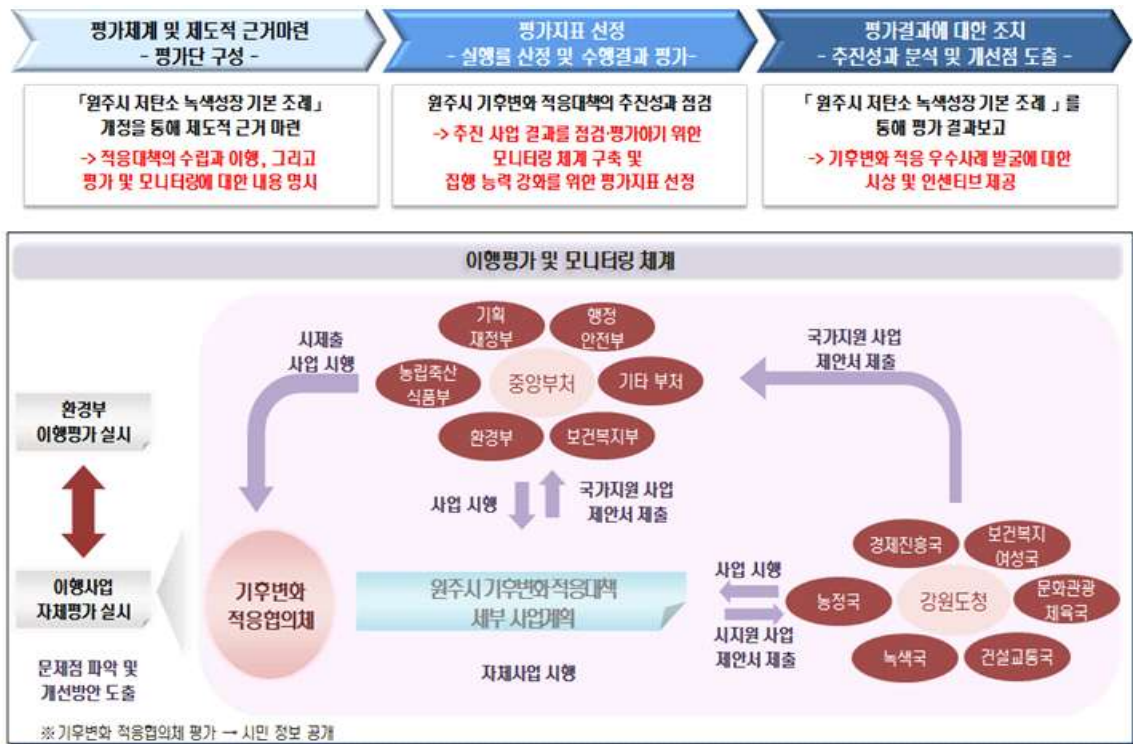 평가체계 및 제도적 근거마련
- 평가단 구성 -
평가지표 선정
- 실행률 산정 및 수행결과 평가-
평가결과에 대한 조치
- 추진성과 분석 및 개선점 도출 -
「원주시 저탄소 녹색성장 기본 조례」
개정을 통해 제도적 근거 마련
-> 적응대책의 수립과 이행, 그리고
평가 및 모니터링에 대한 내용 명시
원주시 기후변화 적응대책의 추진성과 점검
-> 추진 사업 결과를 점검·평가하기 위한
모니터링 체계 구축 및
집행 능력 강화를 위한 평가지표 선정
「 원주시 저탄소 녹색성장 기본 조례 」를
통해 평가 결과보고
-> 기후변화 적응 우수사례 발굴에 대한
시상 및 인센티브 제공
이행평가 및 모니터링 체계
환경부
이행평가 실시
이행사업
자체평가 실시
문제점 파악 및
개선방안 도출
시제출
사업 시행
기획
재정부
행정
안전부
농림축산
식품부
중앙부처
기타 부처
환경부
보건복지부
국가지원 사업
제안서 제출
사업 시행
국가지원 사업
제안서 제출
기후변화
적응협의체
원주시 기후변화 적응대책
세부 사업계획
자체사업 시행
사업 시행
시지원 사업
제안서 제출
경제진흥국
보건복지
여성국
농정국
강원도청
문화관광
체육국
녹색국
건설교통국
※ 기후변화 적응협의체 평가 → 시민 정보 공개